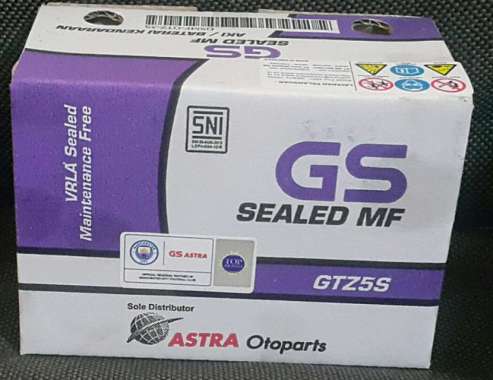 GS
SEALED MF
AKI / BATERAI KENDARAAN
VRLA Sealed
Maintenance Free
SNI
GS
SEALED MF
GS ASTRA
TOP
GTZ5S
Sole Distributor
ASTRA Otoparts